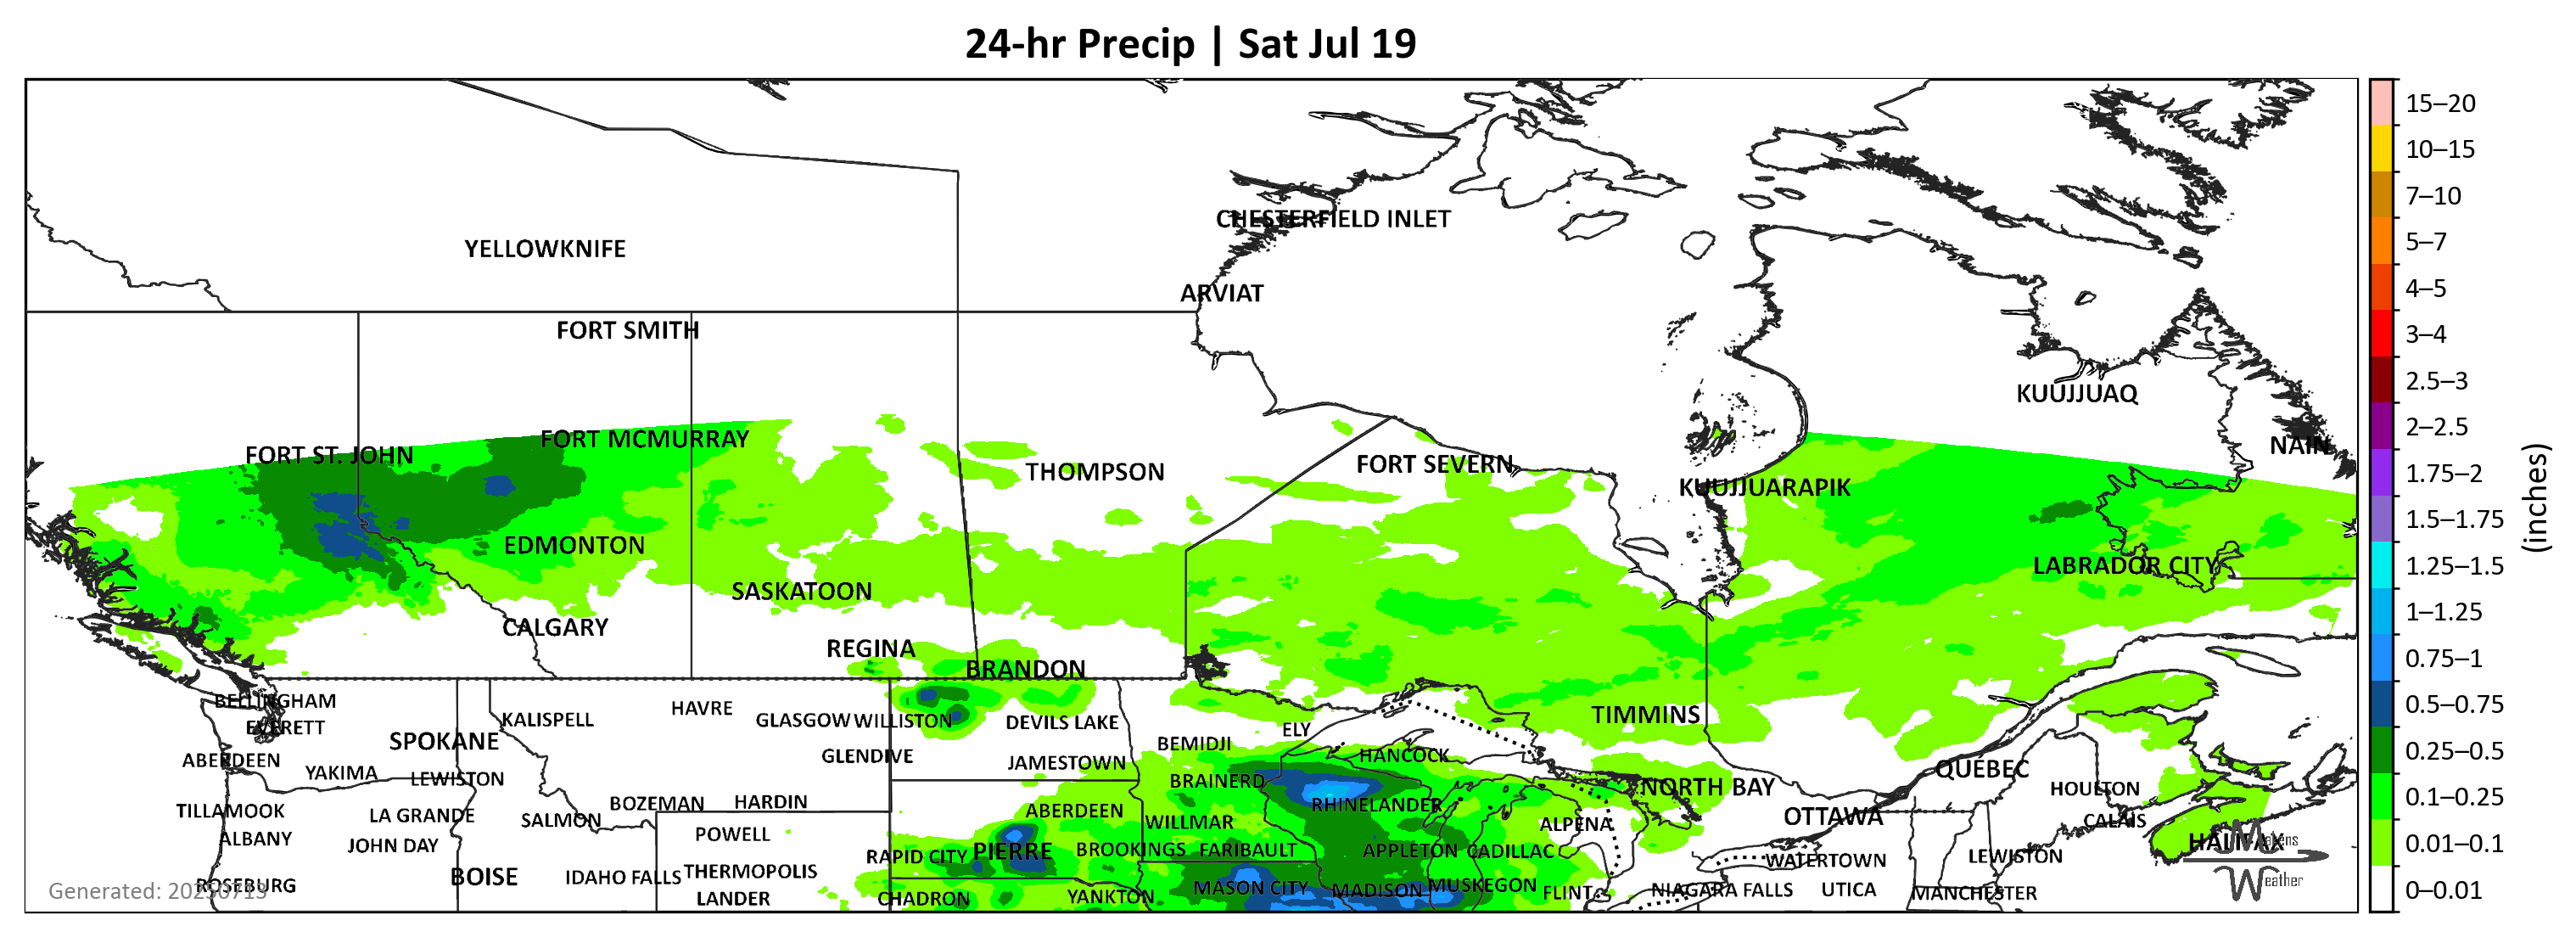 24-hr Precip | Sat Jul 19
CHESTERFIELD INLET
YELLOWKNIFE
ARVIAT
FORT SMITH
KUUJJUAQ
FORT MCMURRAY
NAIN
FORT ST. JOHN
FORT SEVERN
THOMPSON
KUUJJUARAPIK
EDMONTON
LABRADOR CITY
SASKATOON
CALGARY
REGINA
BRANDON
BELLINGHAM
HAVRE
KALISPELL
GLASGOW
WILLISTON
DEVILS LAKE
TIMMINS
EVERETT
ELY
SPOKANE
BEMIDJI
GLENDIVE
HANCOCK
ABERDEEN
JAMESTOWN
QUÉBEC
YAKIMA
LEWISTON
BRAINERD
NORTH BAY
HOULTON
BOZEMAN
HARDIN
RHINELANDER
TILLAMOOK
LA GRANDE
SALMON
ABERDEEN
WILLMAR
ALPENA
OTTAWA
CALAIS
ALBANY
JOHN DAY
POWELL
RAPID CITY
PIERRE
BROOKINGS
FARIBAULT
APPLETON
CADILLAC
HALIFAX
WATERTOWN
LEWISTON
BOISE
IDAHO FALLS
THERMOPOLIS
ROSEBURG
MASON CITY
MADISON
MUSKEGON
FLINT
NIAGARA FALLS
UTICA
MANCHESTER
LANDER
CHADRON
YANKTON
Generated: 20250713
Weather
15–20
10–15
7–10
5–7
4–5
3–4
2.5–3
2–2.5
1.75–2
1.5–1.75
1.25–1.5
1–1.25
0.75–1
0.5–0.75
0.25–0.5
0.1–0.25
0.01–0.1
0–0.01
(inches)